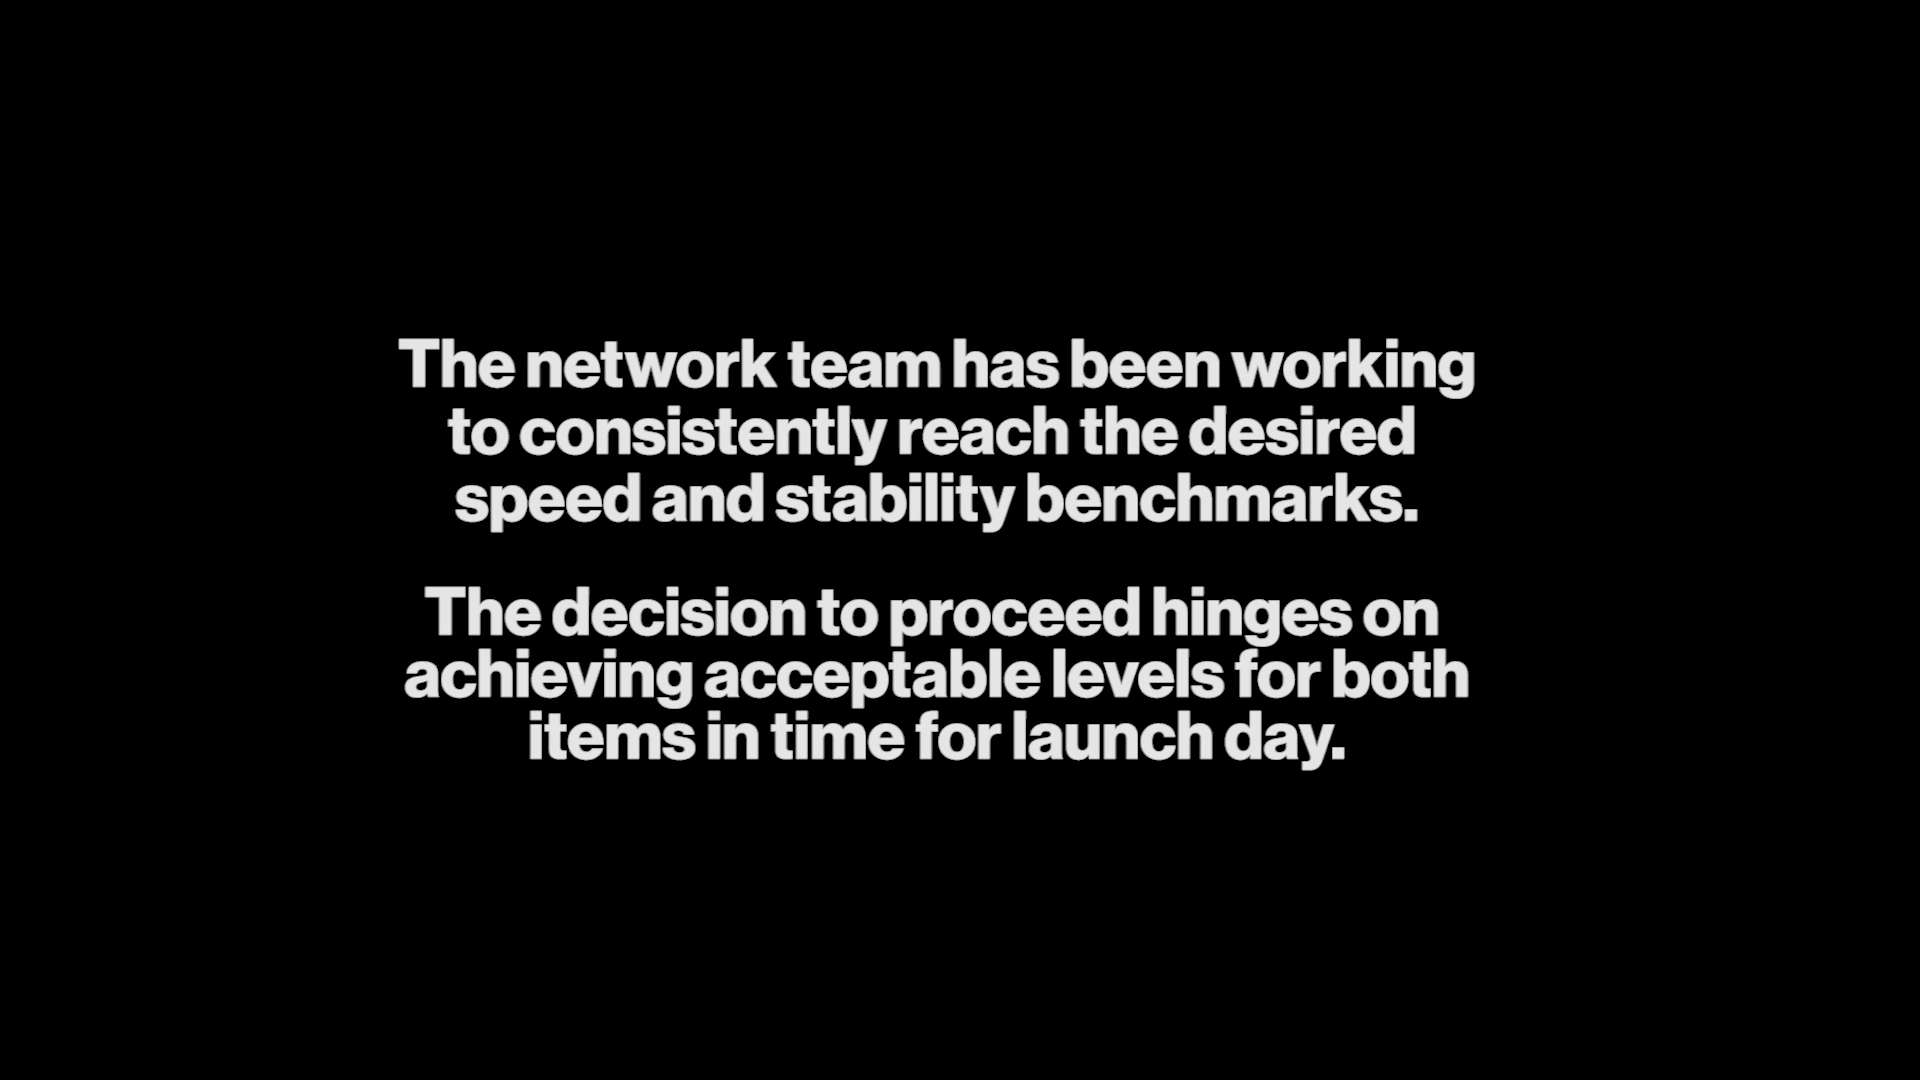 The network team has been working
to consistently reach the desired
speed and stability benchmarks.
The decision to proceed hinges on
achieving acceptable levels for both
items in time for launch day.